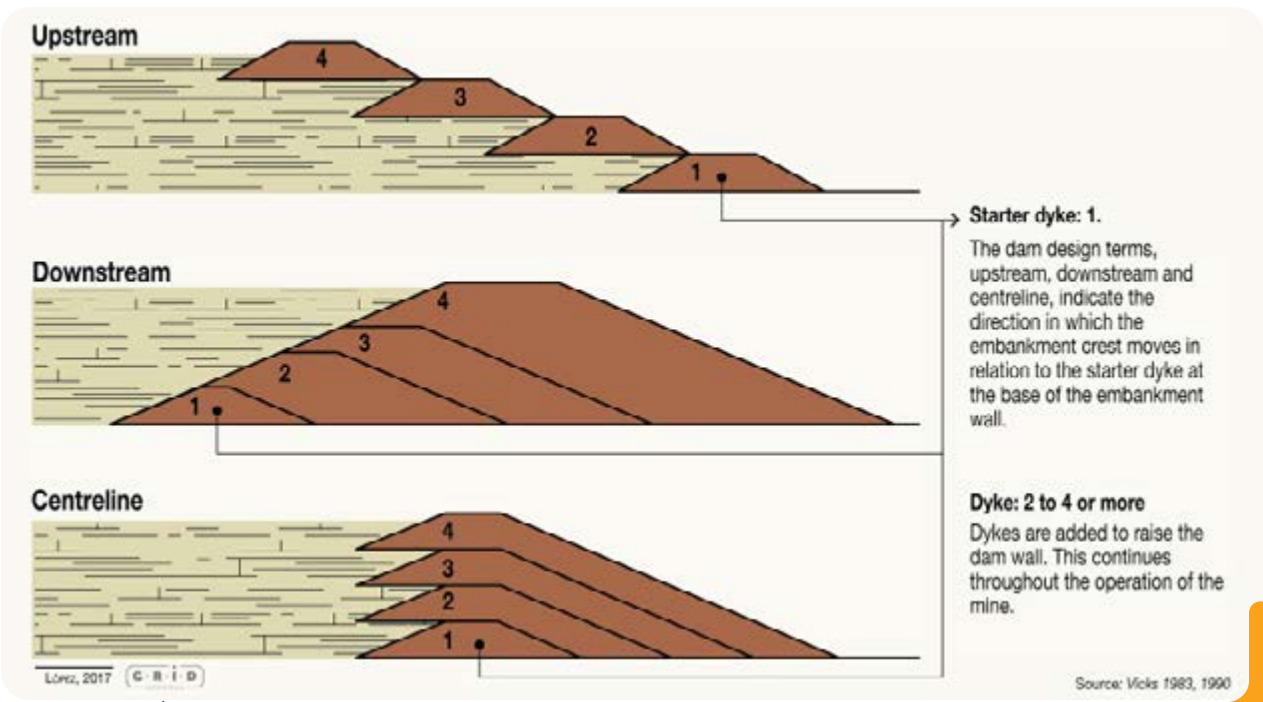 Upstream
4
3
2
1
Starter dyke: 1.
The dam design terms,
upstream, downstream and
centreline, indicate the
direction in which the
embankment crest moves in
relation to the starter dyke at
the base of the embankment
wall.
Downstream
4
3
2
1
Centreline
4
3
2
1
Dyke: 2 to 4 or more
Dykes are added to raise the
dam wall. This continues
throughout the operation of the
mine.
López, 2017
G·R·I·D
Source: Vicks 1983, 1990